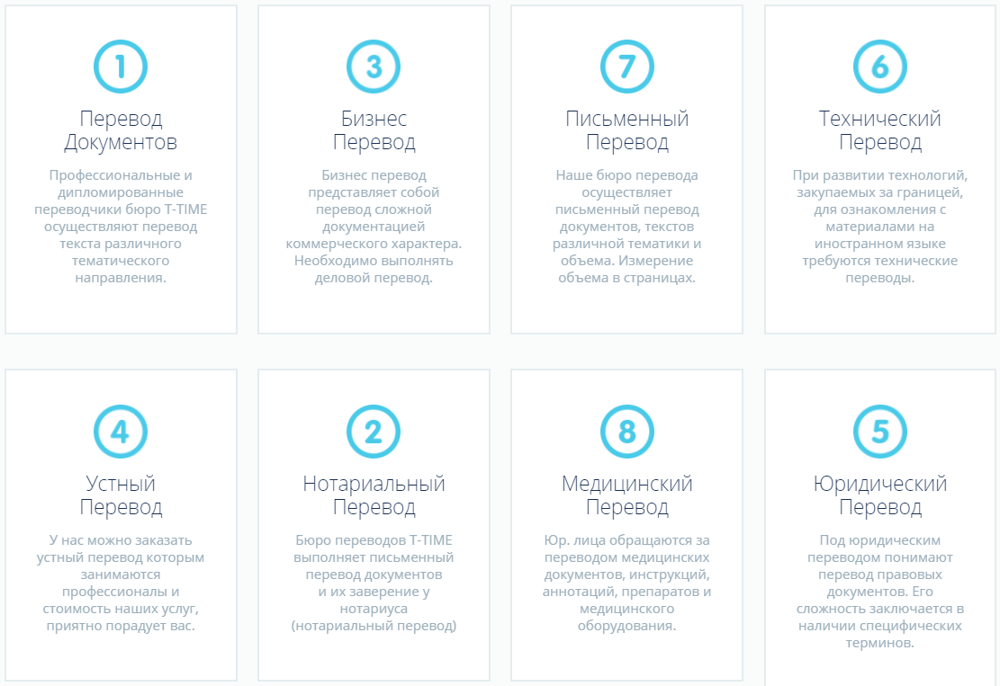 1
Перевод
Документов
Профессиональные и
дипломированные
переводчики бюро T-TIME
осуществляют перевод
текста различного
тематического
направления.
3
Бизнес
Перевод
Бизнес перевод
представляет собой
перевод сложной
документацией
коммерческого характера.
Необходимо выполнять
деловой перевод.
7
Письменный
Перевод
Наше бюро перевода
осуществляет
письменный перевод
документов, текстов
различной тематики и
объема. Измерение
объема в страницах.
6
Технический
Перевод
При развитии технологий,
закупаемых за границей,
для ознакомления с
материалами на
иностранном языке
требуются технические
переводы.
4
Устный
Перевод
У нас можно заказать
устный перевод которым
занимаются
профессионалы и
стоимость наших услуг,
приятно порадует вас.
2
Нотариальный
Перевод
Бюро переводов T-TIME
выполняет письменный
перевод документов
и их заверение у
нотариуса
(нотариальный перевод)
8
Медицинский
Перевод
Юр. лица обращаются за
переводом медицинских
документов, инструкций,
аннотаций, препаратов и
медицинского
оборудования.
5
Юридический
Перевод
Под юридическим
переводом понимают
перевод правовых
документов. Его
сложность заключается в
наличии специфических
терминов.